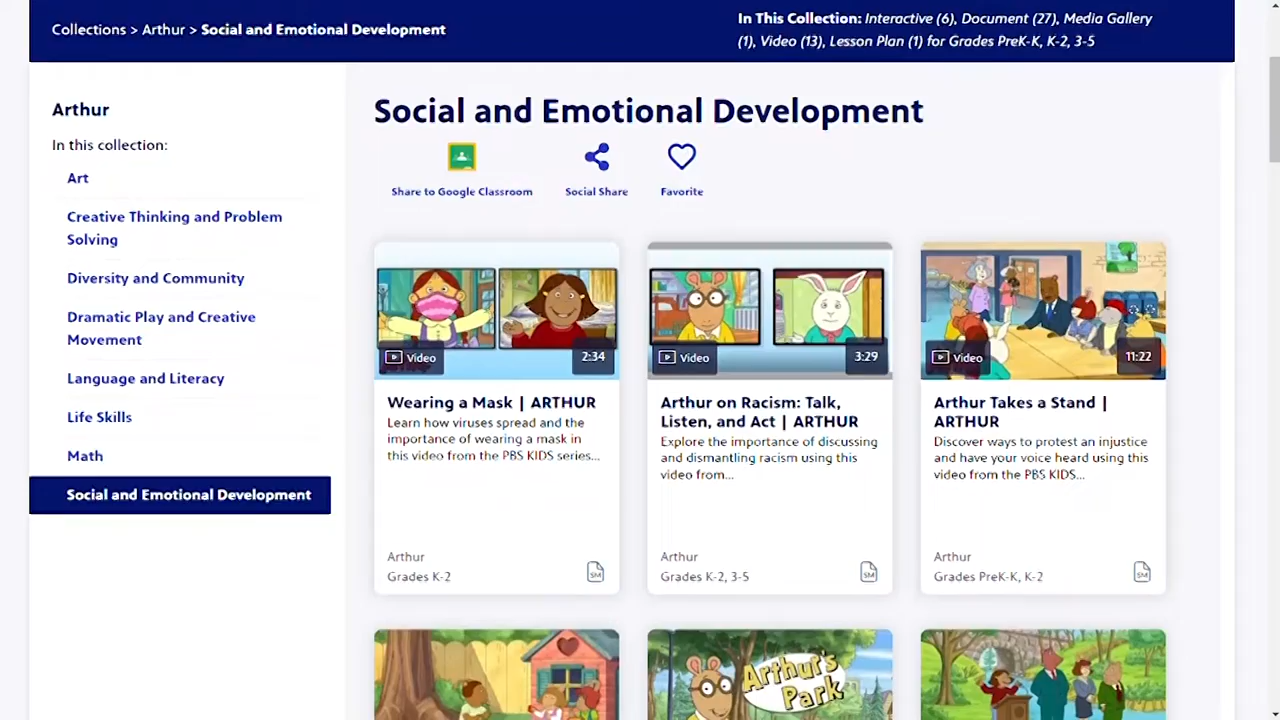 Collections > Arthur > Social and Emotional Development
In This Collection: Interactive (6), Document (27), Media Gallery
(1), Video (13), Lesson Plan (1) for Grades PreK-K, K-2, 3-5
Arthur
In this collection:
Art
Creative Thinking and Problem
Solving
Diversity and Community
Dramatic Play and Creative
Movement
Language and Literacy
Life Skills
Math
Social and Emotional Development
Social and Emotional Development
Share to Google Classroom
Social Share
Favorite
Video
2:34
Wearing a Mask | ARTHUR
Learn how viruses spread and the
importance of wearing a mask in
this video from the PBS KIDS series...
Arthur
Grades K-2
SM
Video
3:29
Arthur on Racism: Talk,
Listen, and Act | ARTHUR
Explore the importance of discussing
and dismantling racism using this
video from...
Arthur
Grades K-2, 3-5
SM
Video
11:22
Arthur Takes a Stand |
ARTHUR
Discover ways to protest an injustice
and have your voice heard using this
video from the PBS KIDS...
Arthur
Grades PreK-K, K-2
SM
Arthur's
Park